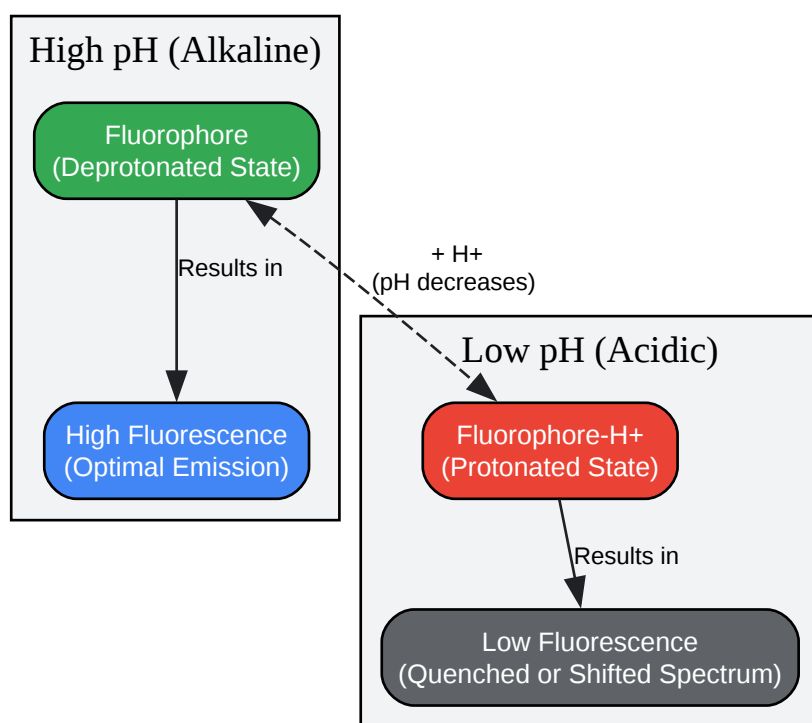 High pH (Alkaline)
Fluorophore
(Deprotonated State)
Results in
High Fluorescence
(Optimal Emission)
+ H+
(pH decreases)
Low pH (Acidic)
Fluorophore-H+
(Protonated State)
Results in
Low Fluorescence
(Quenched or Shifted Spectrum)